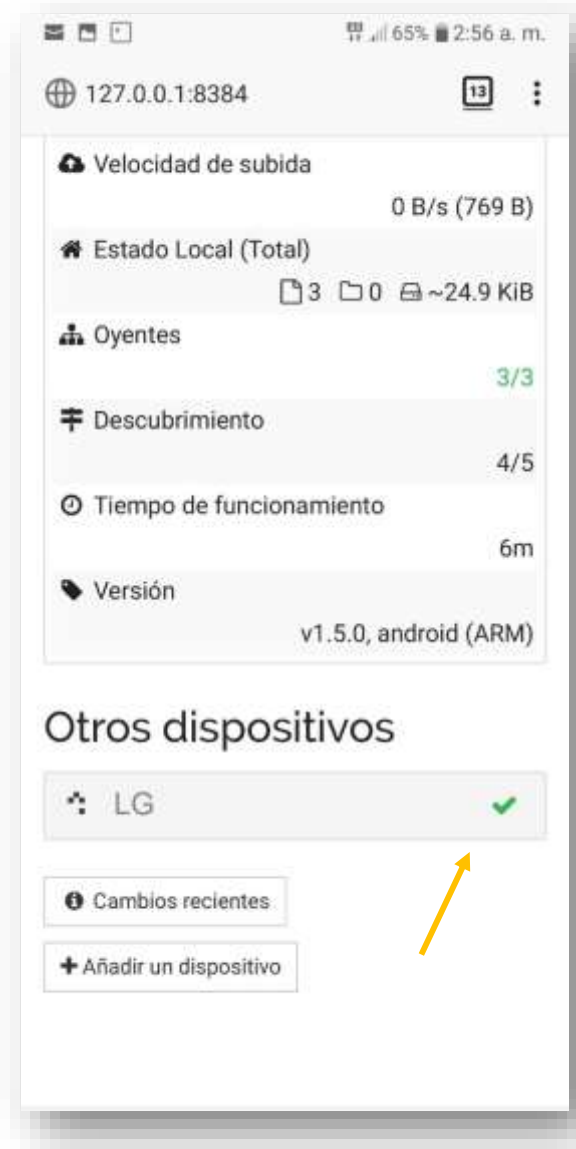 65% 2:56 a. m.
127.0.0.1:8384 13
Velocidad de subida
0 B/s (769 B)
Estado Local (Total)
3 0 ~24.9 KiB
Oyentes
3/3
Descubrimiento
4/5
Tiempo de funcionamiento
6m
Versión
v1.5.0, android (ARM)
Otros dispositivos
LG
Cambios recientes
Añadir un dispositivo